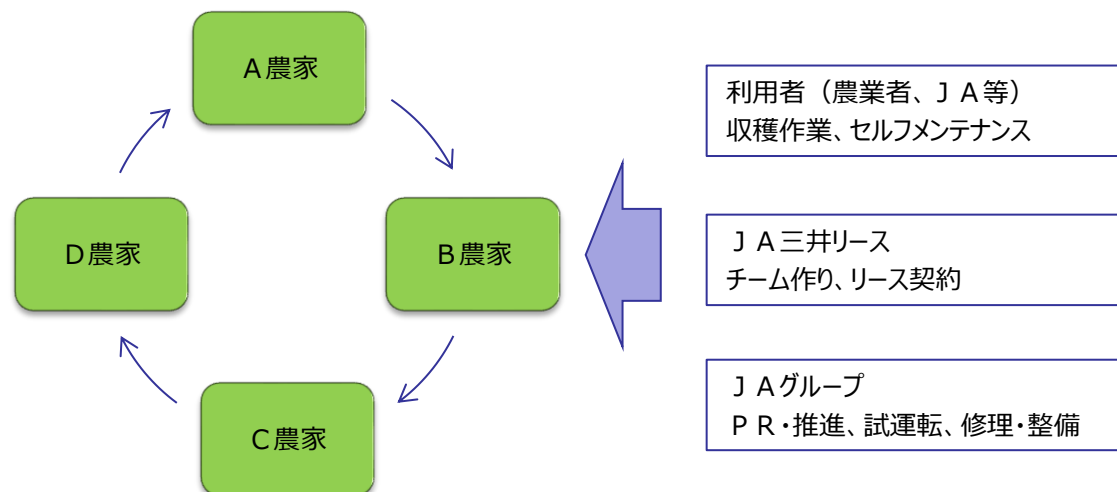 A農家
B農家
C農家
D農家
利用者（農業者、ＪＡ等）
収穫作業、セルフメンテナンス
ＪＡ三井リース
チーム作り、リース契約
ＪＡグループ
ＰＲ・推進、試運転、修理・整備